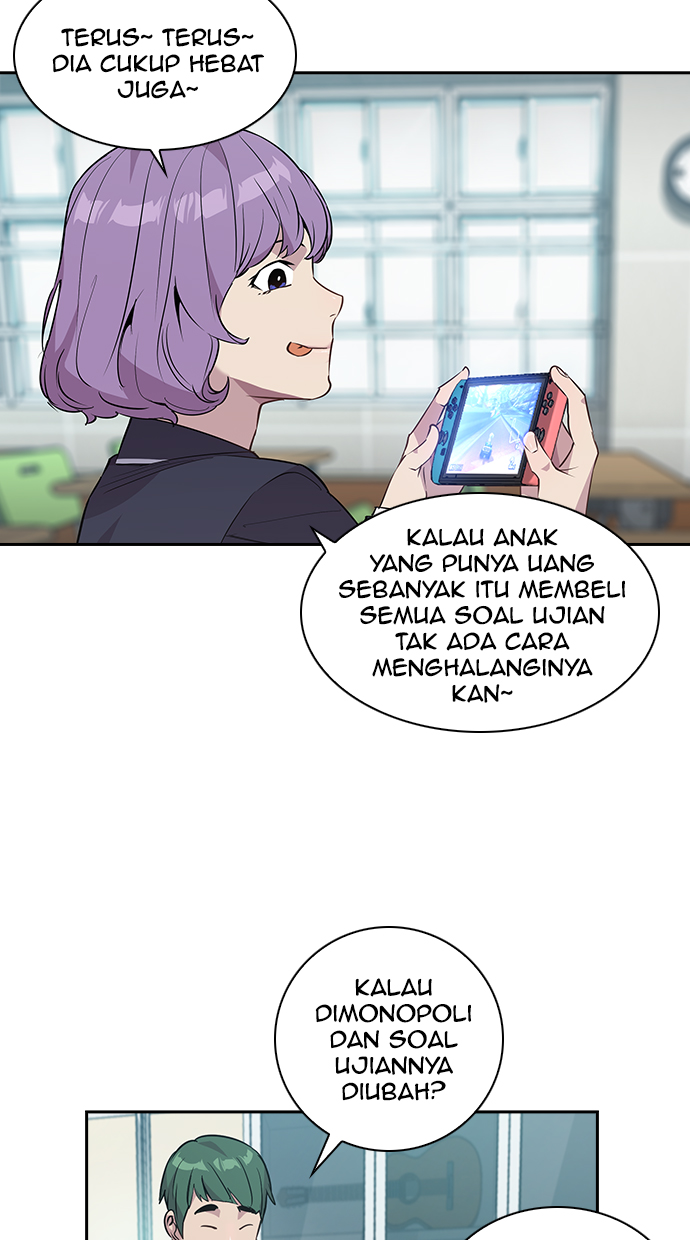 TERUS~ TERUS~
DIA CUKUP HEBAT
JUGA~
KALAU ANAK
YANG PUNYA UANG
SEBANYAK ITU MEMBELI
SEMUA SOAL UJIAN
TAK ADA CARA
MENGHALANGINYA
KAN~
KALAU
DIMONOPOLI
DAN SOAL
UJIANNYA
DIUBAH?